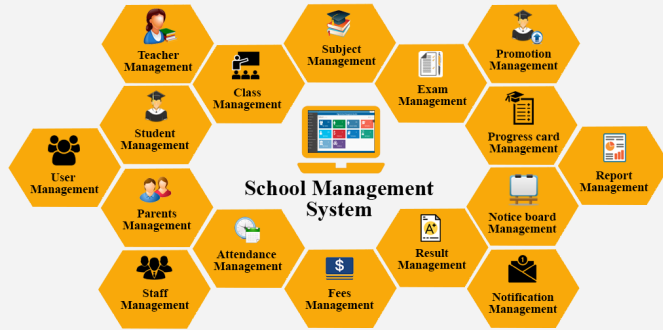 Teacher
Management
Class
Management
Subject
Management
Exam
Management
Promotion
Management
Student
Management
Progress card
Management
User
Management
Report
Management
School Management
System
Parents
Management
Attendance
Management
Result
Management
Notice board
Management
Staff
Management
$
Fees
Management
A+
1
Notification
Management